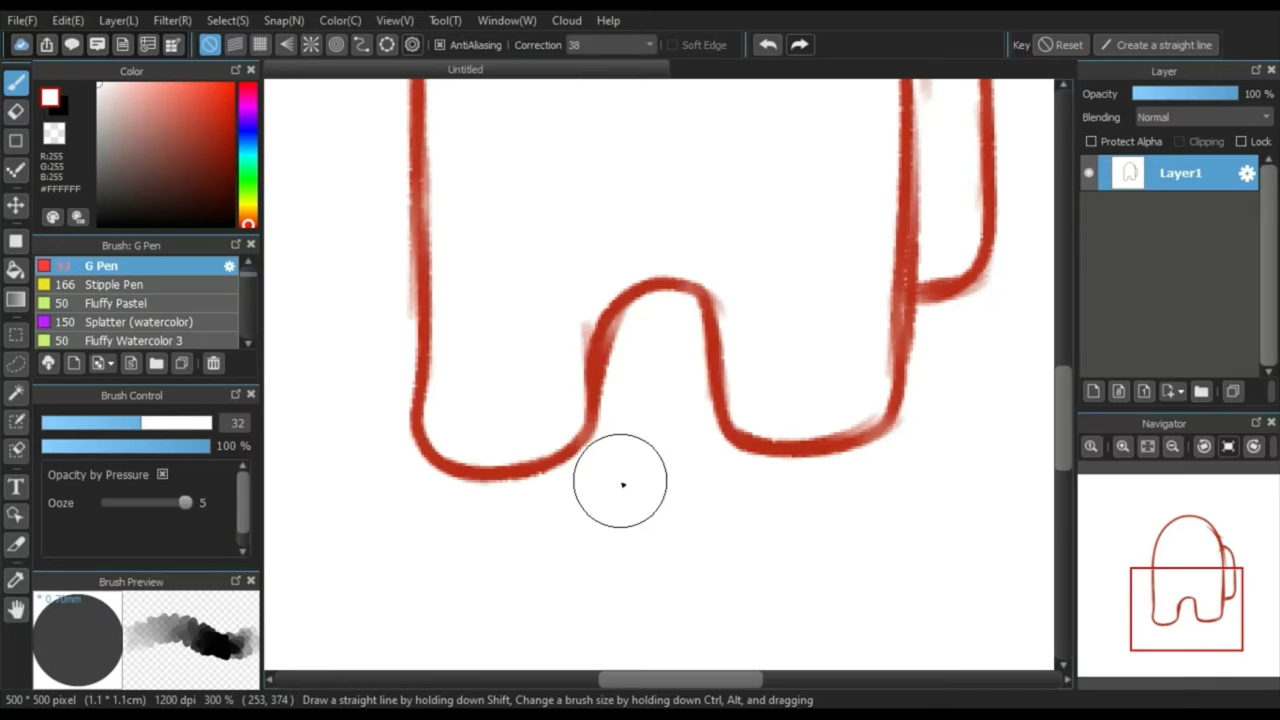 File(F) Edit(E) Layer(L) Filter(R) Select(S) Snap(N) Color(C) View(V) Tool(T) Window(W) Cloud Help
AntiAliasing Correction 38 Soft Edge Key Reset Create a straight line
Untitled
Color
R:255
G:255
B:255
#FFFFFF
Brush: G Pen
32 G Pen
166 Stipple Pen
50 Fluffy Pastel
150 Splatter (watercolor)
50 Fluffy Watercolor 3
Brush Control
32
100 %
Opacity by Pressure
Ooze 5
Brush Preview
* 0.70mm
Layer
Opacity 100 %
Blending Normal
Protect Alpha Clipping Lock
Layer1
Navigator
500 * 500 pixel (1.1 * 1.1cm) 1200 dpi 300 % ( 253, 374 ) Draw a straight line by holding down Shift, Change a brush size by holding down Ctrl, Alt, and dragging